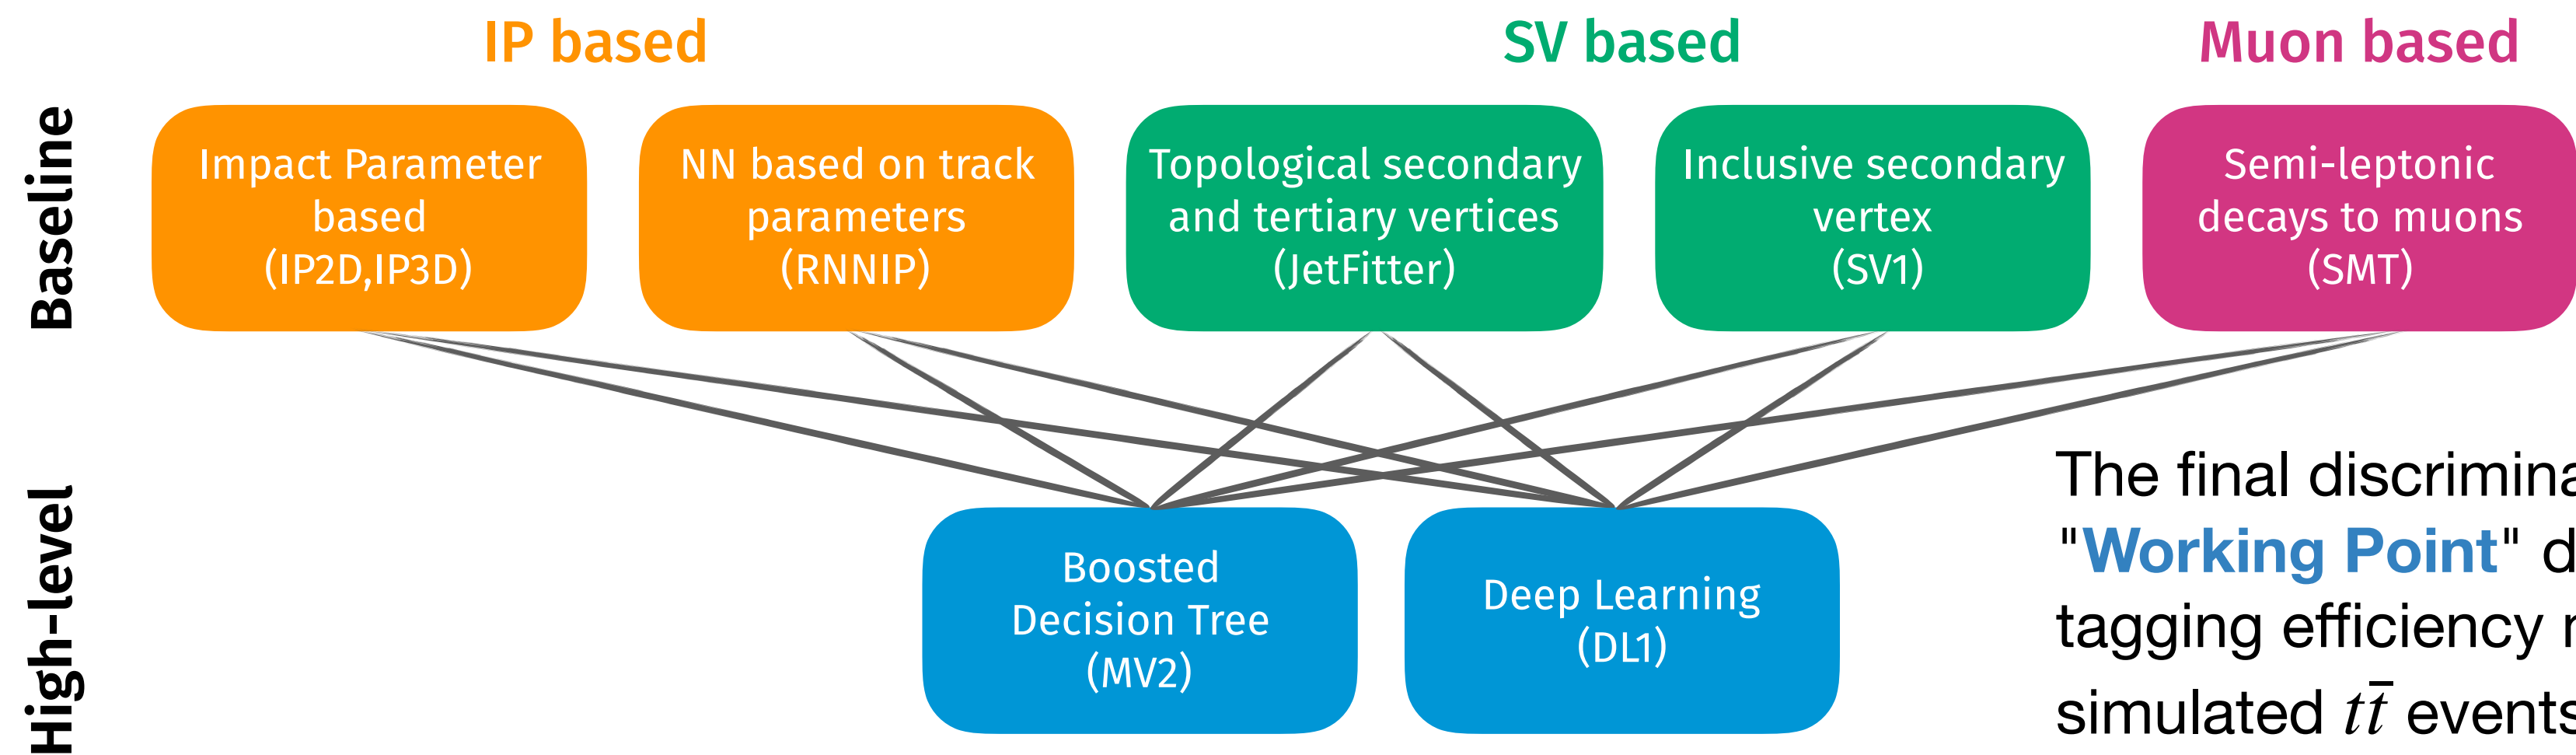 IP based
SV based
Muon based
Baseline
Impact Parameter
based
(IP2D,IP3D)
NN based on track
parameters
(RNNIP)
Topological secondary
and tertiary vertices
(JetFitter)
Inclusive secondary
vertex
(SV1)
Semi-leptonic
decays to muons
(SMT)
High-level
Boosted
Decision Tree
(MV2)
Deep Learning
(DL1)
The final
"Working Point"
tagging efficiency
simulated tt̄ events